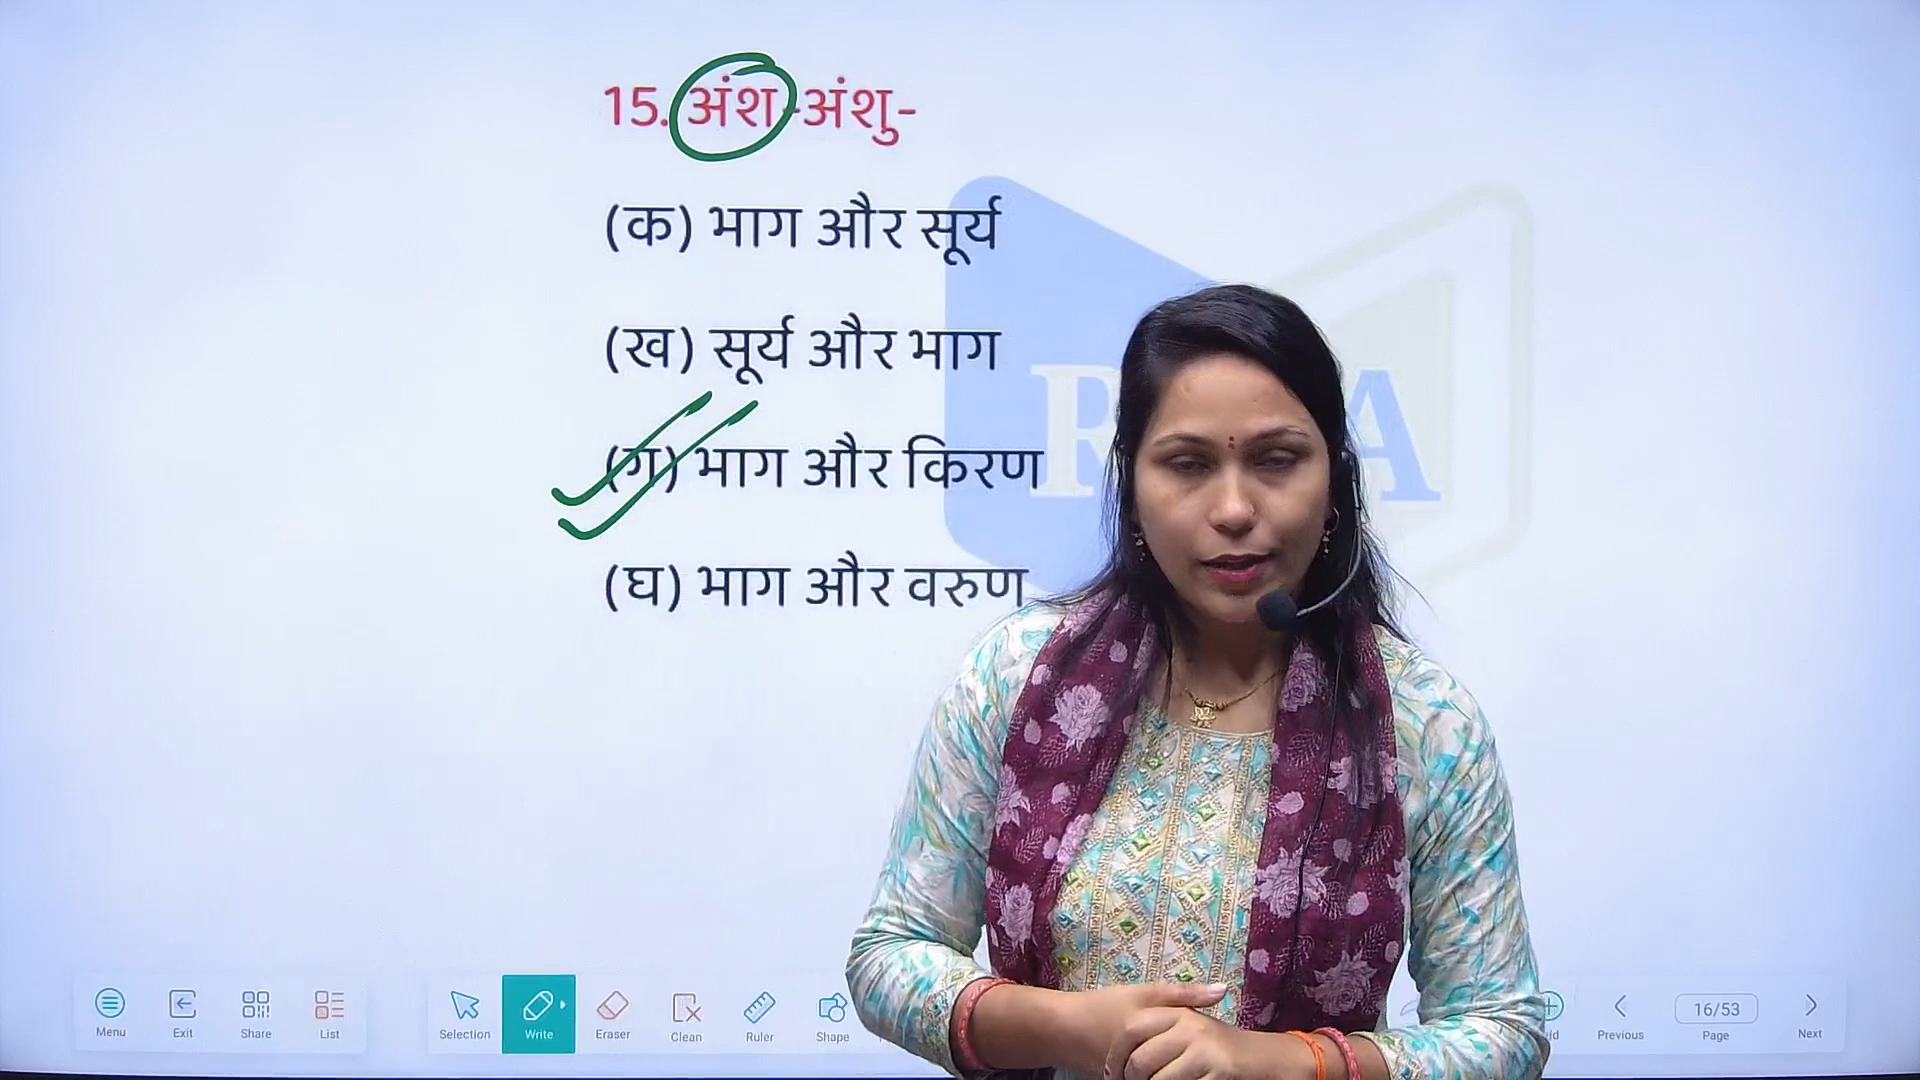 15. अंश-अंशु-
(क) भाग और सूर्य
(ख) सूर्य और भाग
(ग) भाग और किरण
(घ) भाग और वरुण
R A
Menu Exit Share List Selection Write Eraser Clean Ruler Shape Previous 16/53 Page Next